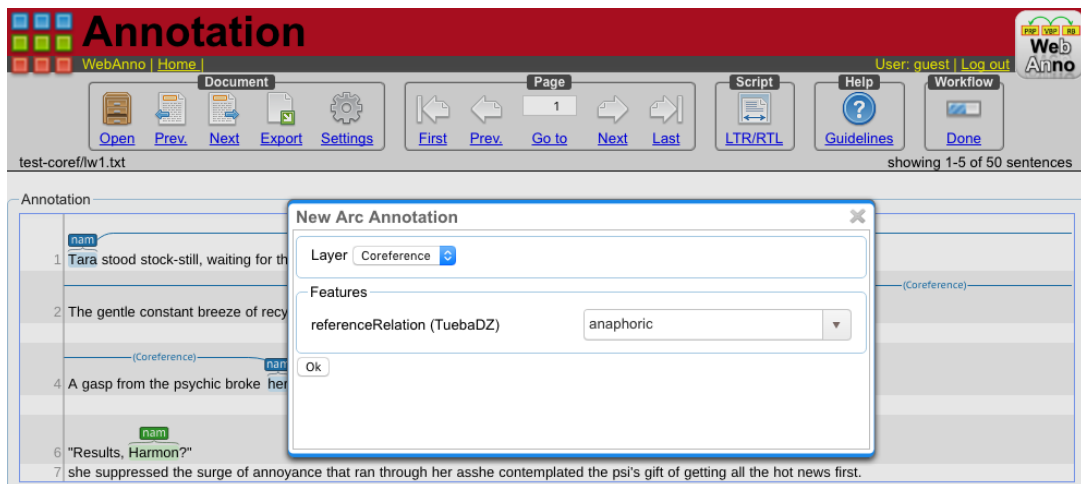 Annotation
PRP VBP RB
Web
Anno
WebAnno | Home |
User: guest | Log out
Document
Page
Script
Help
Workflow
1
Open Prev. Next Export Settings
First Prev. Go to Next Last
LTR/RTL
Guidelines
Done
test-coref/lw1.txt
showing 1-5 of 50 sentences
Annotation
New Arc Annotation
nam
1 Tara stood stock-still, waiting for th
Layer Coreference
(Coreference)
Features
2 The gentle constant breeze of recy
referenceRelation (TuebaDZ) anaphoric
(Coreference)
nam
Ok
4 A gasp from the psychic broke her
nam
6 "Results, Harmon?"
7 she suppressed the surge of annoyance that ran through her asshe contemplated the psi's gift of getting all the hot news first.